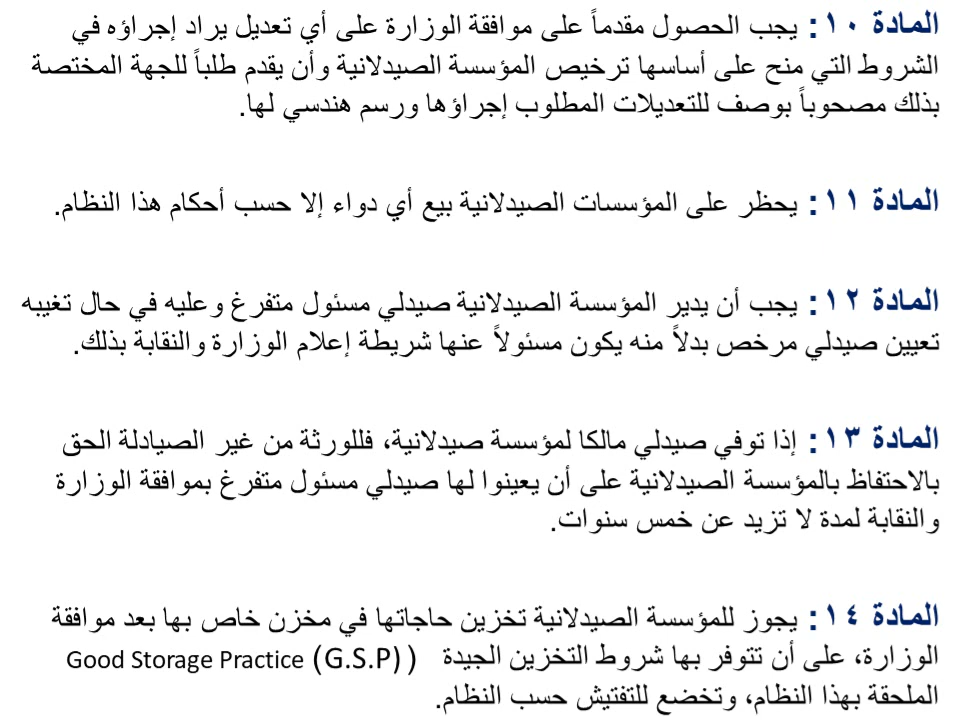 المادة ١٠: يجب الحصول مقدماً على موافقة الوزارة على أي تعديل يراد إجراؤه في
الشروط التي منح على أساسها ترخيص المؤسسة الصيدلانية وأن يقدم طلباً للجهة المختصة
بذلك مصحوباً بوصف للتعديلات المطلوب إجراؤها ورسم هندسي لها.
المادة ١١: يحظر على المؤسسات الصيدلانية بيع أي دواء إلا حسب أحكام هذا النظام.
المادة ١٢: يجب أن يدير المؤسسة الصيدلانية صيدلي مسئول متفرغ وعليه في حال تغيبه
تعيين صيدلي مرخص بدلاً منه يكون مسئولاً عنها شريطة إعلام الوزارة والنقابة بذلك.
المادة ١٣: إذا توفي صيدلي مالكا لمؤسسة صيدلانية، فللورثة من غير الصيادلة الحق
بالاحتفاظ بالمؤسسة الصيدلانية على أن يعينوا لها صيدلي مسئول متفرغ بموافقة الوزارة
والنقابة لمدة لا تزيد عن خمس سنوات.
المادة ١٤: يجوز للمؤسسة الصيدلانية تخزين حاجاتها في مخزن خاص بها بعد موافقة
الوزارة، على أن تتوفر بها شروط التخزين الجيدة Good Storage Practice (G.S.P) )
الملحقة بهذا النظام، وتخضع للتفتيش حسب النظام.